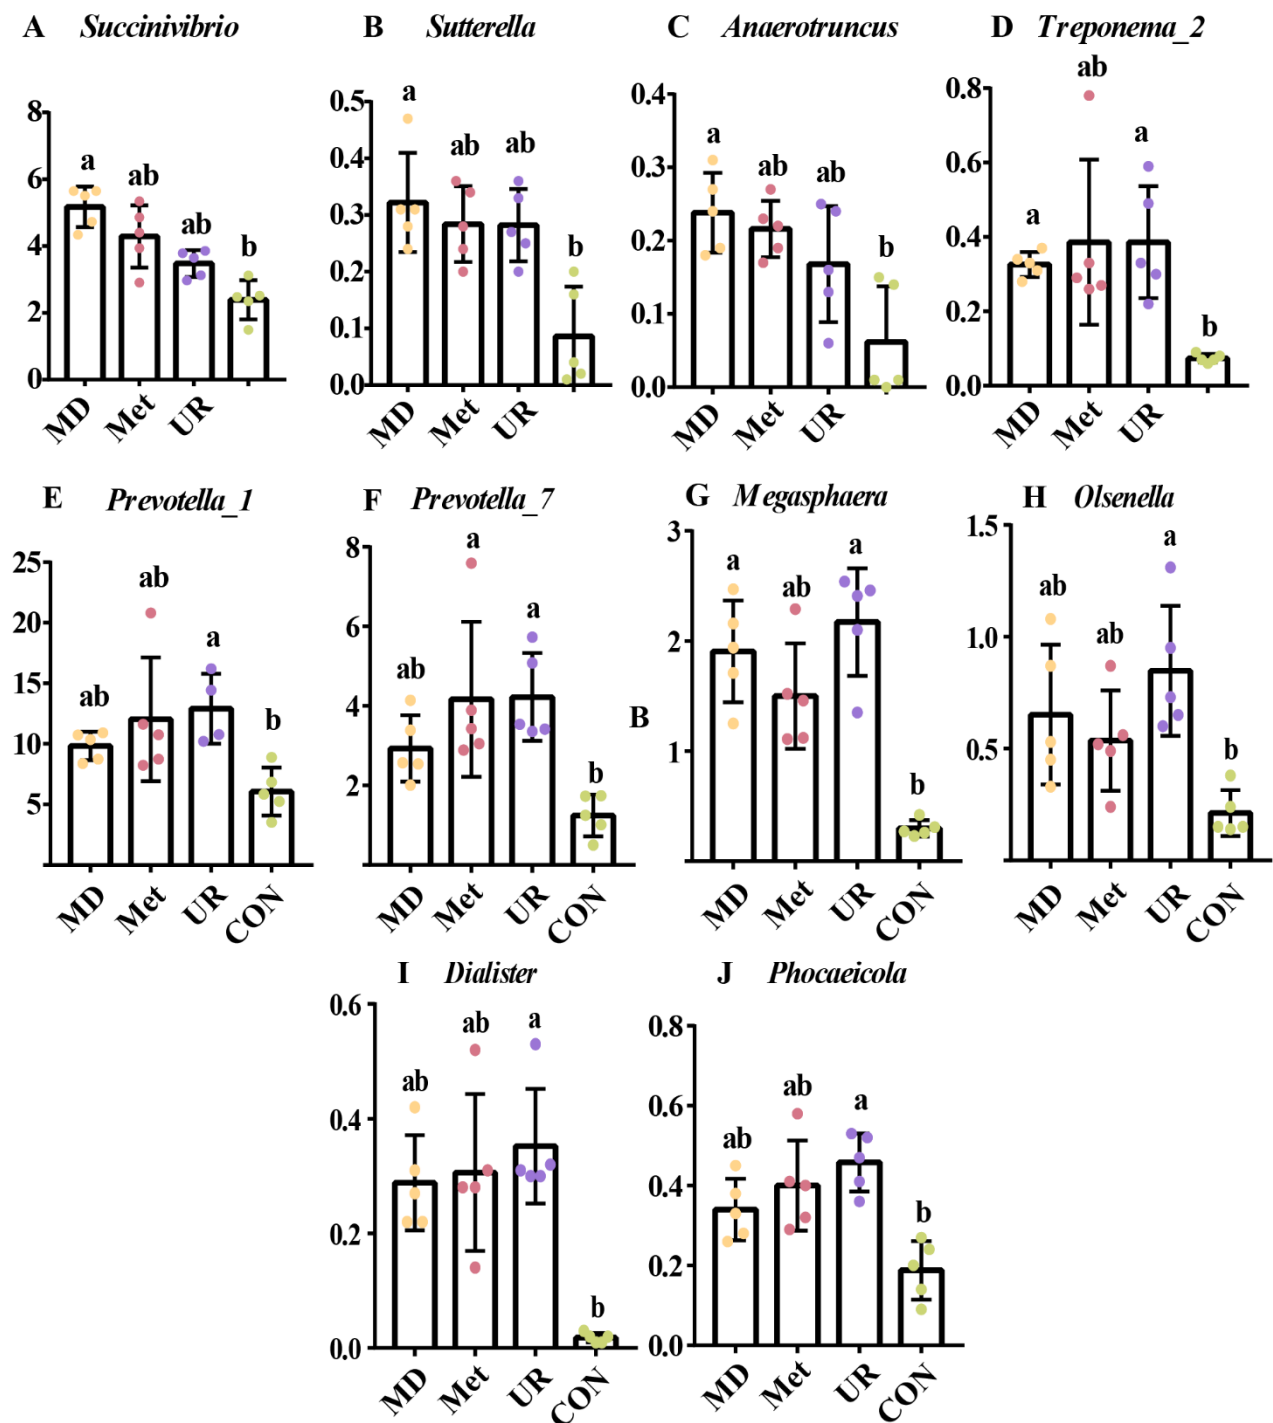 A Succinivibrio
B Sutterella
C Anaerotruncus
D Treponema_2
8
6
4
2
0
a
ab
ab
b
MD
Met
UR
0.5
0.4
0.3
0.2
0.1
0.0
a
ab
ab
b
MD
Met
UR
0.4
0.3
0.2
0.1
0.0
a
ab
ab
b
MD
Met
UR
0.8
0.6
0.4
0.2
0.0
a
ab
a
b
MD
Met
UR
E Prevotella_1
F Prevotella_7
G Megasphaera
H Olsenella
25
20
15
10
5
ab
ab
a
b
MD
Met
UR
CON
8
6
4
2
ab
a
a
b
MD
Met
UR
CON
B
3
2
1
a
ab
a
b
MD
Met
UR
CON
1.5
1.0
0.5
ab
ab
a
b
MD
Met
UR
CON
I Dialister
J Phocaeicola
0.6
0.4
0.2
0.0
ab
ab
a
b
MD
Met
UR
CON
0.8
0.6
0.4
0.2
0.0
ab
ab
a
b
MD
Met
UR
CON